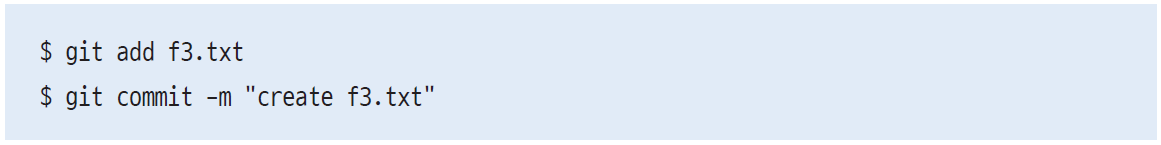 $ git add f3.txt
$ git commit -m "create f3.txt"